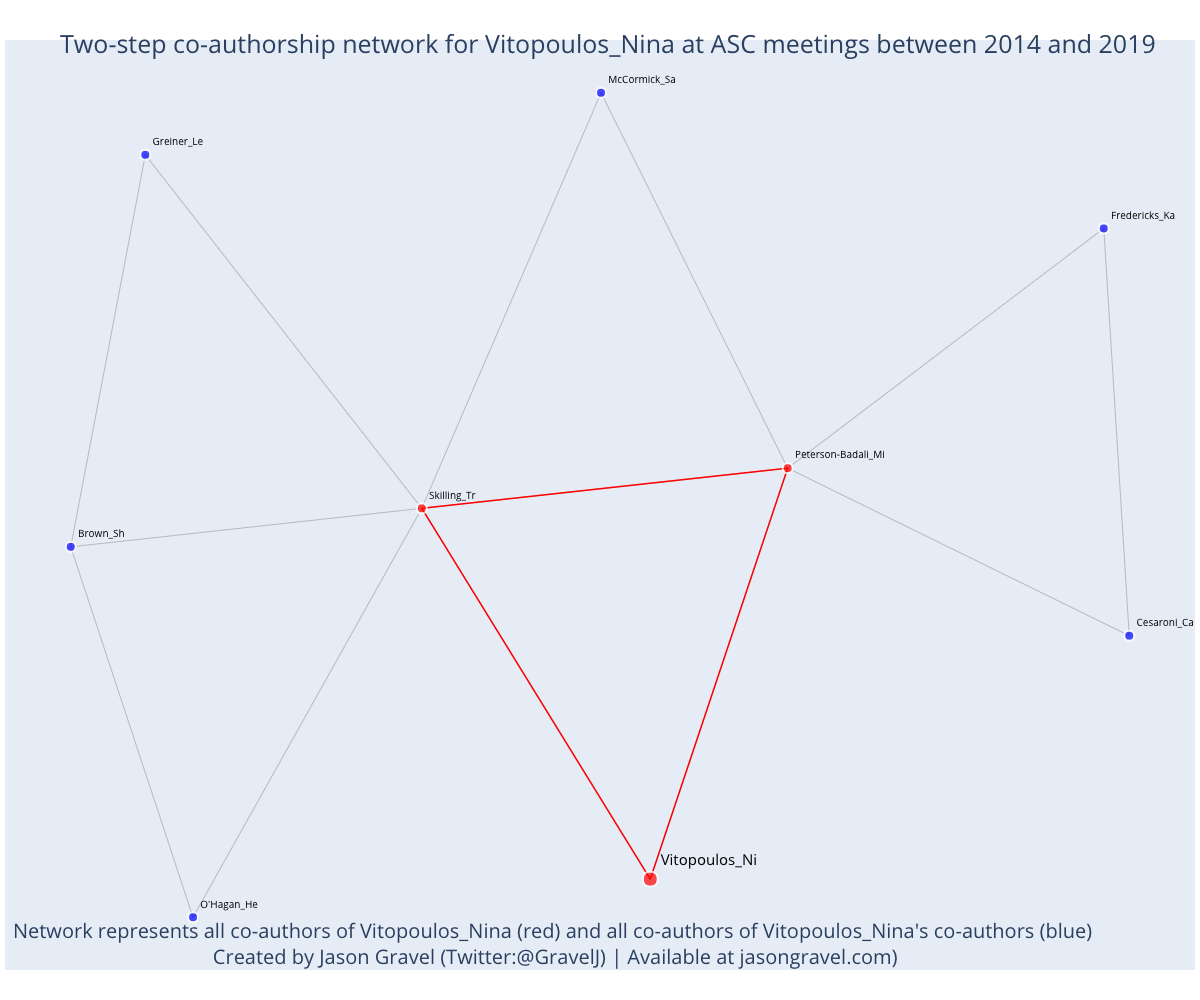 Two-step co-authorship network for Vitopoulos_Nina at ASC meetings between 2014 and 2019
McCormick_Sa
Greiner_Le
Fredericks_Ka
Peterson-Badali_Mi
Skilling_Tr
Brown_Sh
Cesaroni_Ca
Vitopoulos_Ni
O'Hagan_He
Network represents all co-authors of Vitopoulos_Nina (red) and all co-authors of Vitopoulos_Nina's co-authors (blue)
Created by Jason Gravel (Twitter:@GravelJ) | Available at jasongravel.com)